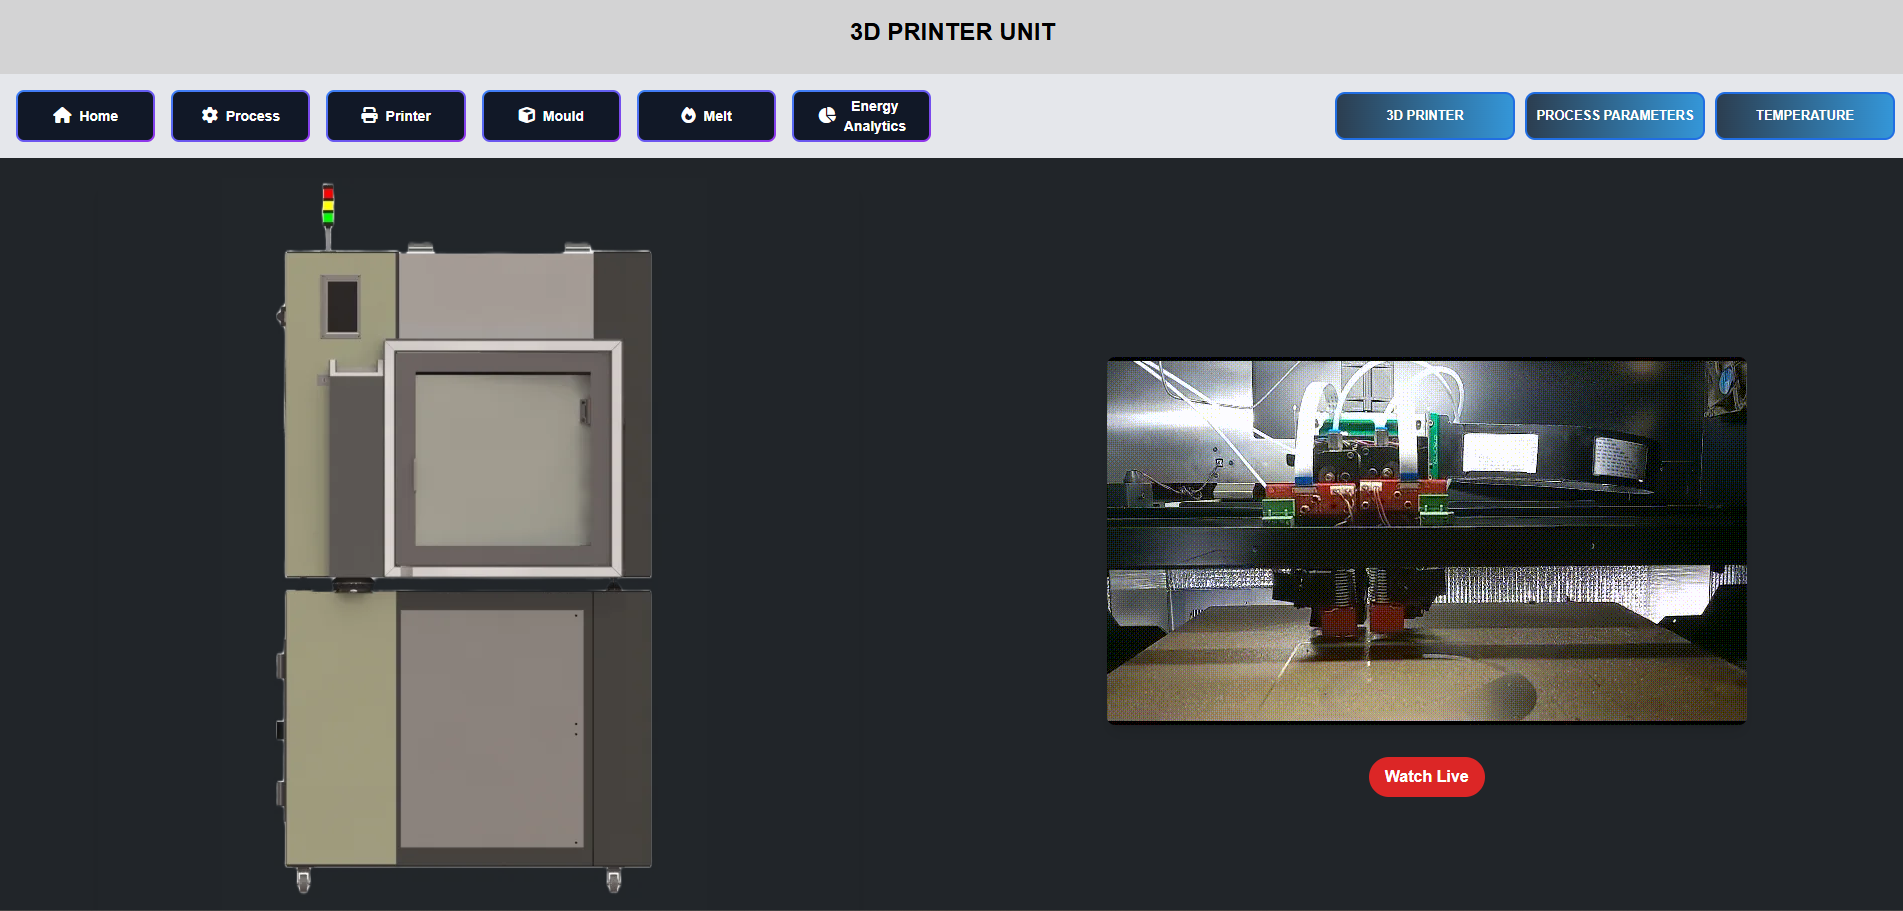 3D PRINTER UNIT
Home
Process
Printer
Mould
Melt
Energy
Analytics
3D PRINTER
PROCESS PARAMETERS
TEMPERATURE
Watch Live